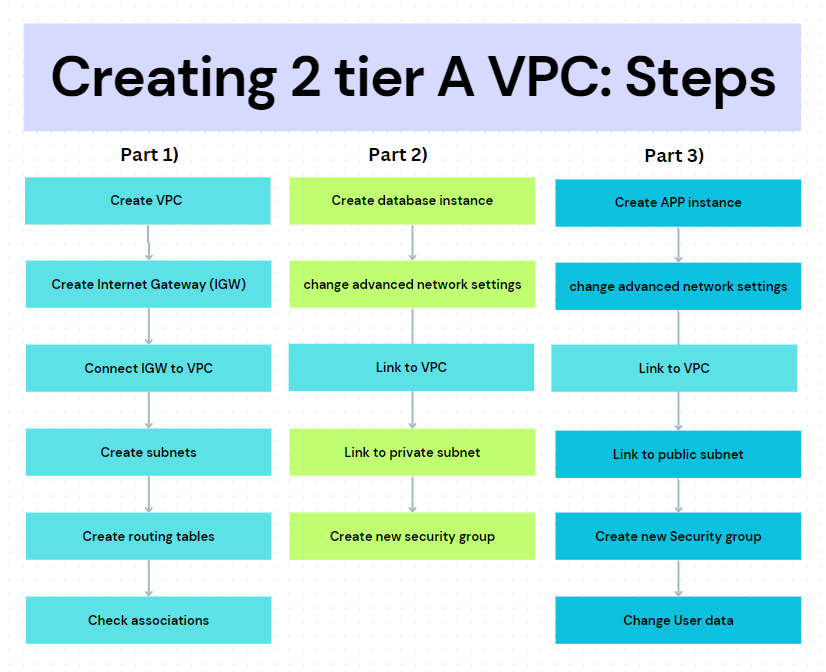 Creating 2 tier A VPC: Steps
Part 1)
Create VPC
Create Internet Gateway (IGW)
Connect IGW to VPC
Create subnets
Create routing tables
Check associations
Part 2)
Create database instance
change advanced network settings
Link to VPC
Link to private subnet
Create new security group
Part 3)
Create APP instance
change advanced network settings
Link to VPC
Link to public subnet
Create new Security group
Change User data